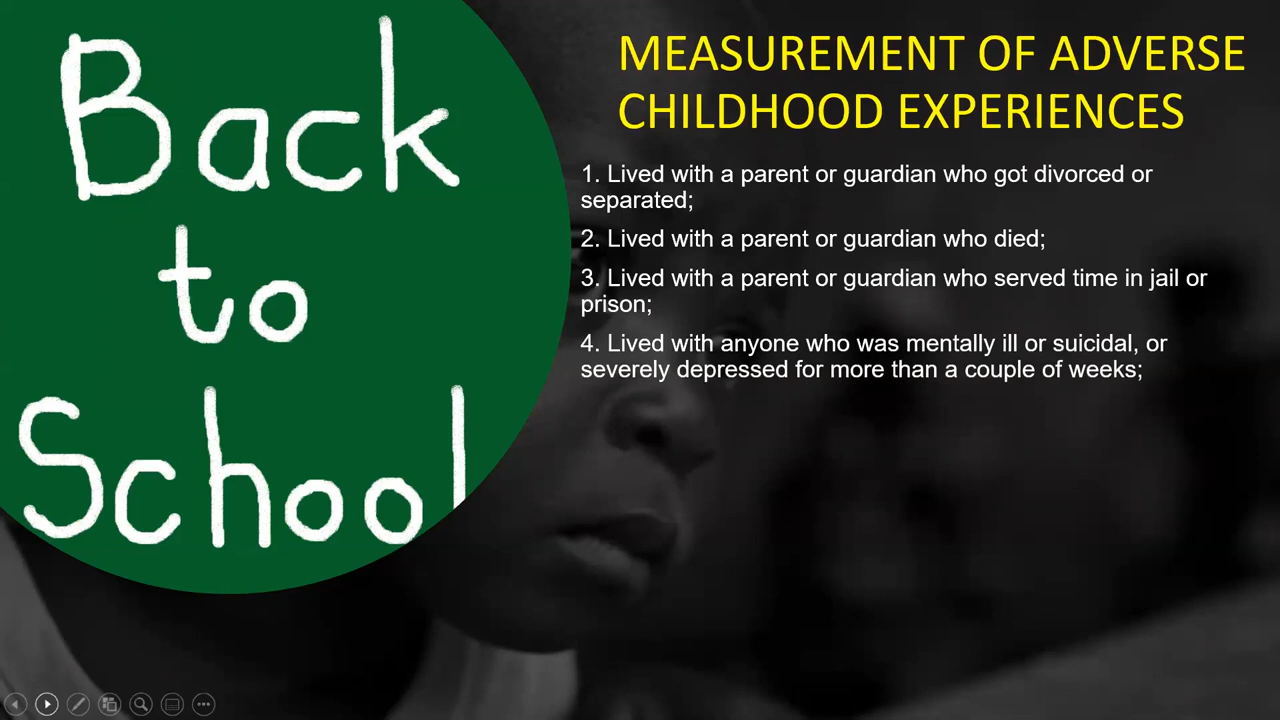 Back
to
School
MEASUREMENT OF ADVERSE
CHILDHOOD EXPERIENCES
1. Lived with a parent or guardian who got divorced or
separated;
2. Lived with a parent or guardian who died;
3. Lived with a parent or guardian who served time in jail or
prison;
4. Lived with anyone who was mentally ill or suicidal, or
severely depressed for more than a couple of weeks;